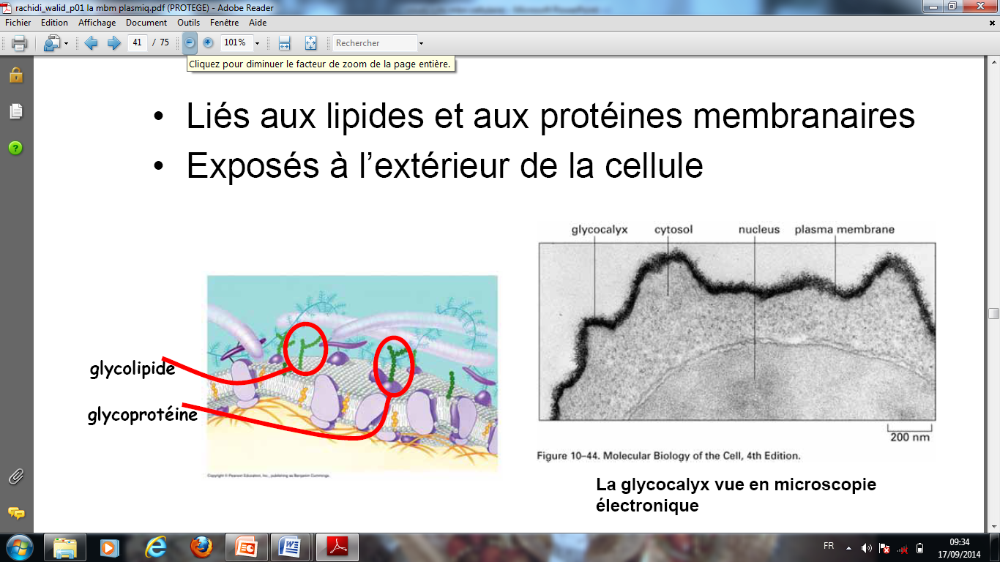 rachidi_walid_p01 la mbm plasmiq.pdf (PROTEGE) - Adobe Reader
Fichier Edition Affichage Document Outils Fenêtre Aide
41 / 75 101% Rechercher
Cliquez pour diminuer le facteur de zoom de la page entière.
• Liés aux lipides et aux protéines membranaires
• Exposés à l'extérieur de la cellule
glycocalyx cytosol nucleus plasma membrane
glycolipide
glycoprotéine
200 nm
Figure 10–44. Molecular Biology of the Cell, 4th Edition.
Copyright © Pearson Education, Inc., publishing as Benjamin Cummings.
La glycocalyx vue en microscopie
électronique
FR
09:34
17/09/2014